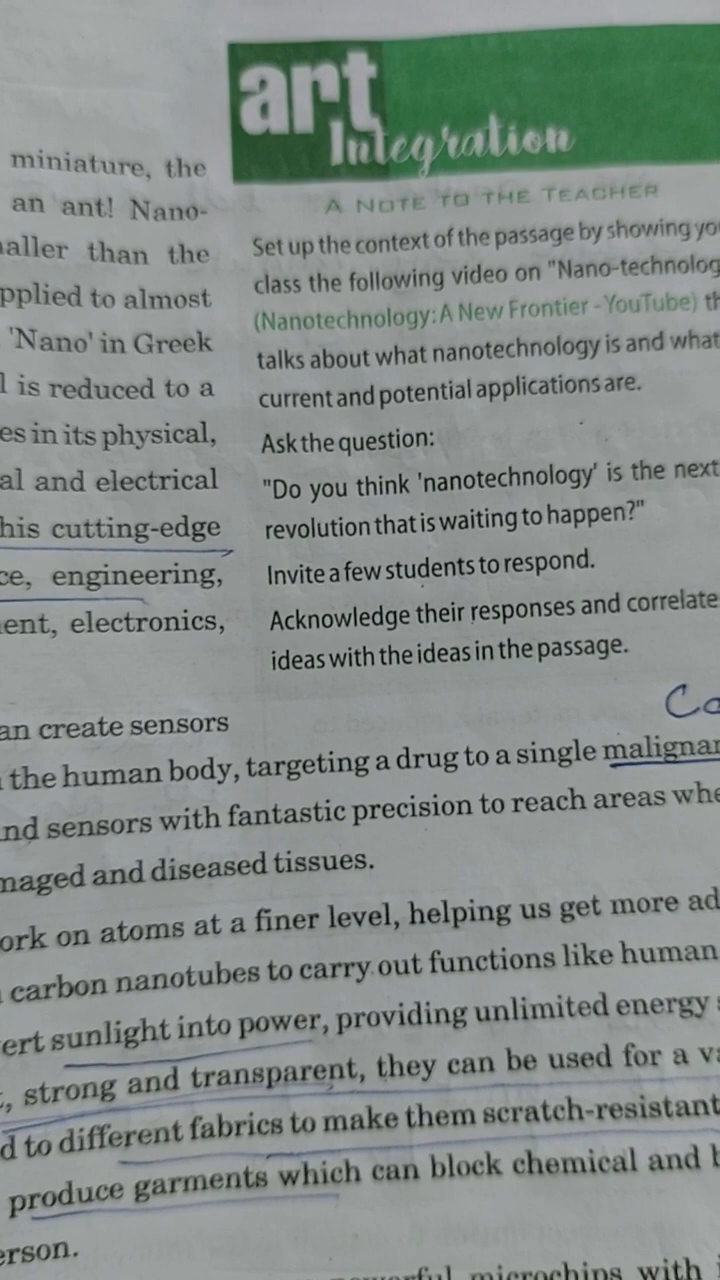 art
Integration
A NOTE TO THE TEACHER
Set up the context of the passage by showing
class the following video on "Nano-technolog
(Nanotechnology: A New Frontier - YouTube)
talks about what nanotechnology is and what
current and potential applications are.
Ask the question:
"Do you think 'nanotechnology' is the next
revolution that is waiting to happen?"
Invite a few students to respond.
Acknowledge their responses and correlate
ideas with the ideas in the passage.
miniature, the
an ant! Nano-
aller than the
pplied to almost
'Nano' in Greek
is reduced to a
es in its physical,
al and electrical
his cutting-edge
ce, engineering,
ent, electronics,
an create sensors
Ca
the human body, targeting a drug to a single malignan
nd sensors with fantastic precision to reach areas whe
maged and diseased tissues.
ork on atoms at a finer level, helping us get more ad
carbon nanotubes to carry out functions like human
ert sunlight into power, providing unlimited energy
, strong and transparent, they can be used for a va
d to different fabrics to make them scratch-resistant
produce garments which can block chemical and b
erson.
microchips with